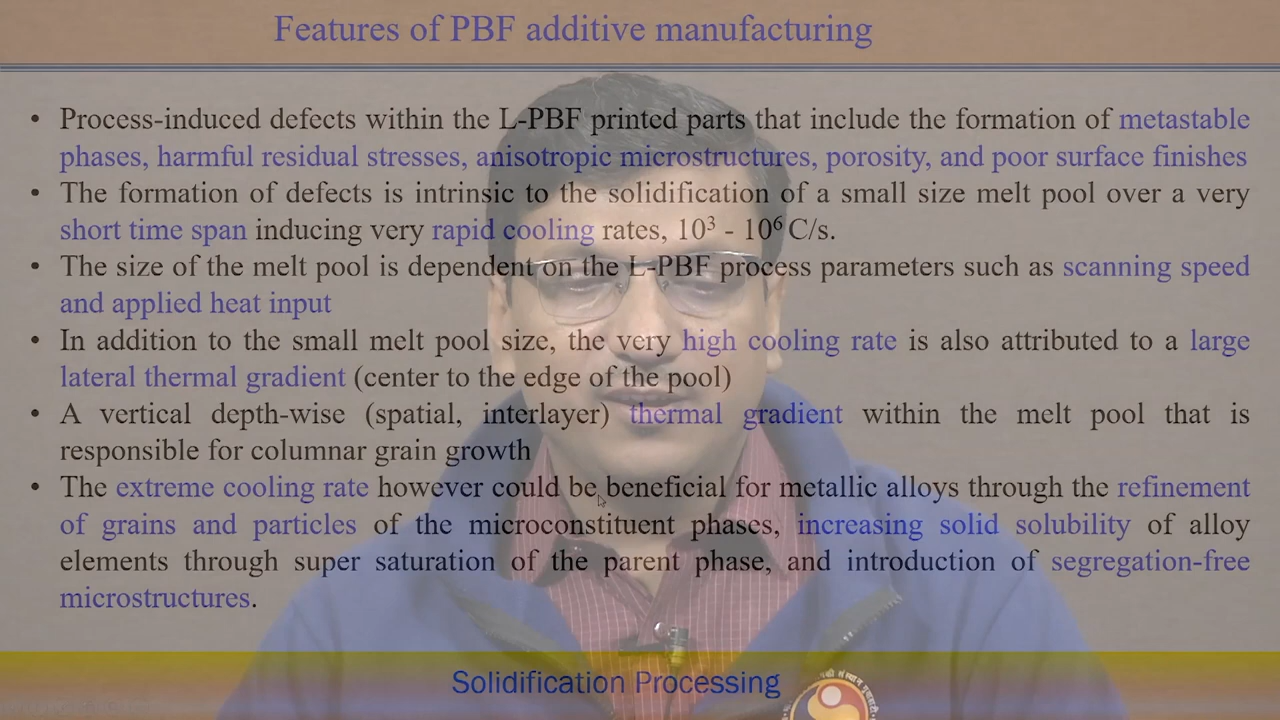 Features of PBF additive manufacturing
• Process-induced defects within the L-PBF printed parts that include the formation of metastable
phases, harmful residual stresses, anisotropic microstructures, porosity, and poor surface finishes
• The formation of defects is intrinsic to the solidification of a small size melt pool over a very
short time span inducing very rapid cooling rates, 10³ - 10⁶ C/s.
• The size of the melt pool is dependent on the L-PBF process parameters such as scanning speed
and applied heat input
• In addition to the small melt pool size, the very high cooling rate is also attributed to a large
lateral thermal gradient (center to the edge of the pool)
• A vertical depth-wise (spatial, interlayer) thermal gradient within the melt pool that is
responsible for columnar grain growth
• The extreme cooling rate however could be beneficial for metallic alloys through the refinement
of grains and particles of the microconstituent phases, increasing solid solubility of alloy
elements through super saturation of the parent phase, and introduction of segregation-free
microstructures.
Solidification Processing